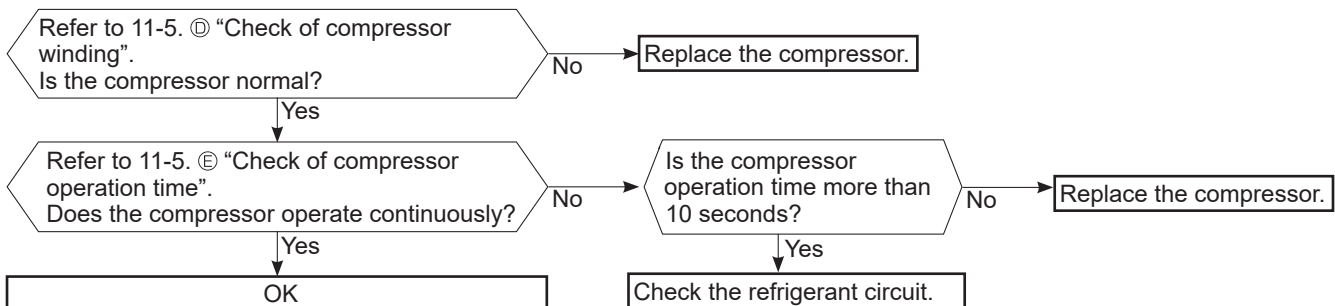 Refer to 11-5. Ⓓ “Check of compressor
winding”.
Is the compressor normal?
No
Replace the compressor.
Yes
Refer to 11-5. Ⓔ “Check of compressor
operation time”.
Does the compressor operate continuously?
No
Is the compressor
operation time more than
10 seconds?
No
Replace the compressor.
Yes
Yes
OK
Check the refrigerant circuit.